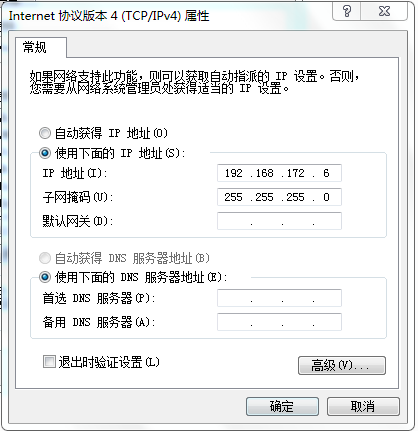 Internet 协议版本 4 (TCP/IPv4) 属性
常规
如果网络支持此功能，则可以获取自动指派的 IP 设置。否则，
您需要从网络系统管理员处获得适当的 IP 设置。
自动获得 IP 地址(O)
使用下面的 IP 地址(S):
IP 地址(I): 192 .168 .172 . 6
子网掩码(U): 255 .255 .255 . 0
默认网关(D): . . .
自动获得 DNS 服务器地址(B)
使用下面的 DNS 服务器地址(E):
首选 DNS 服务器(P): . . .
备用 DNS 服务器(A): . . .
退出时验证设置(L)
高级(V)...
确定 取消